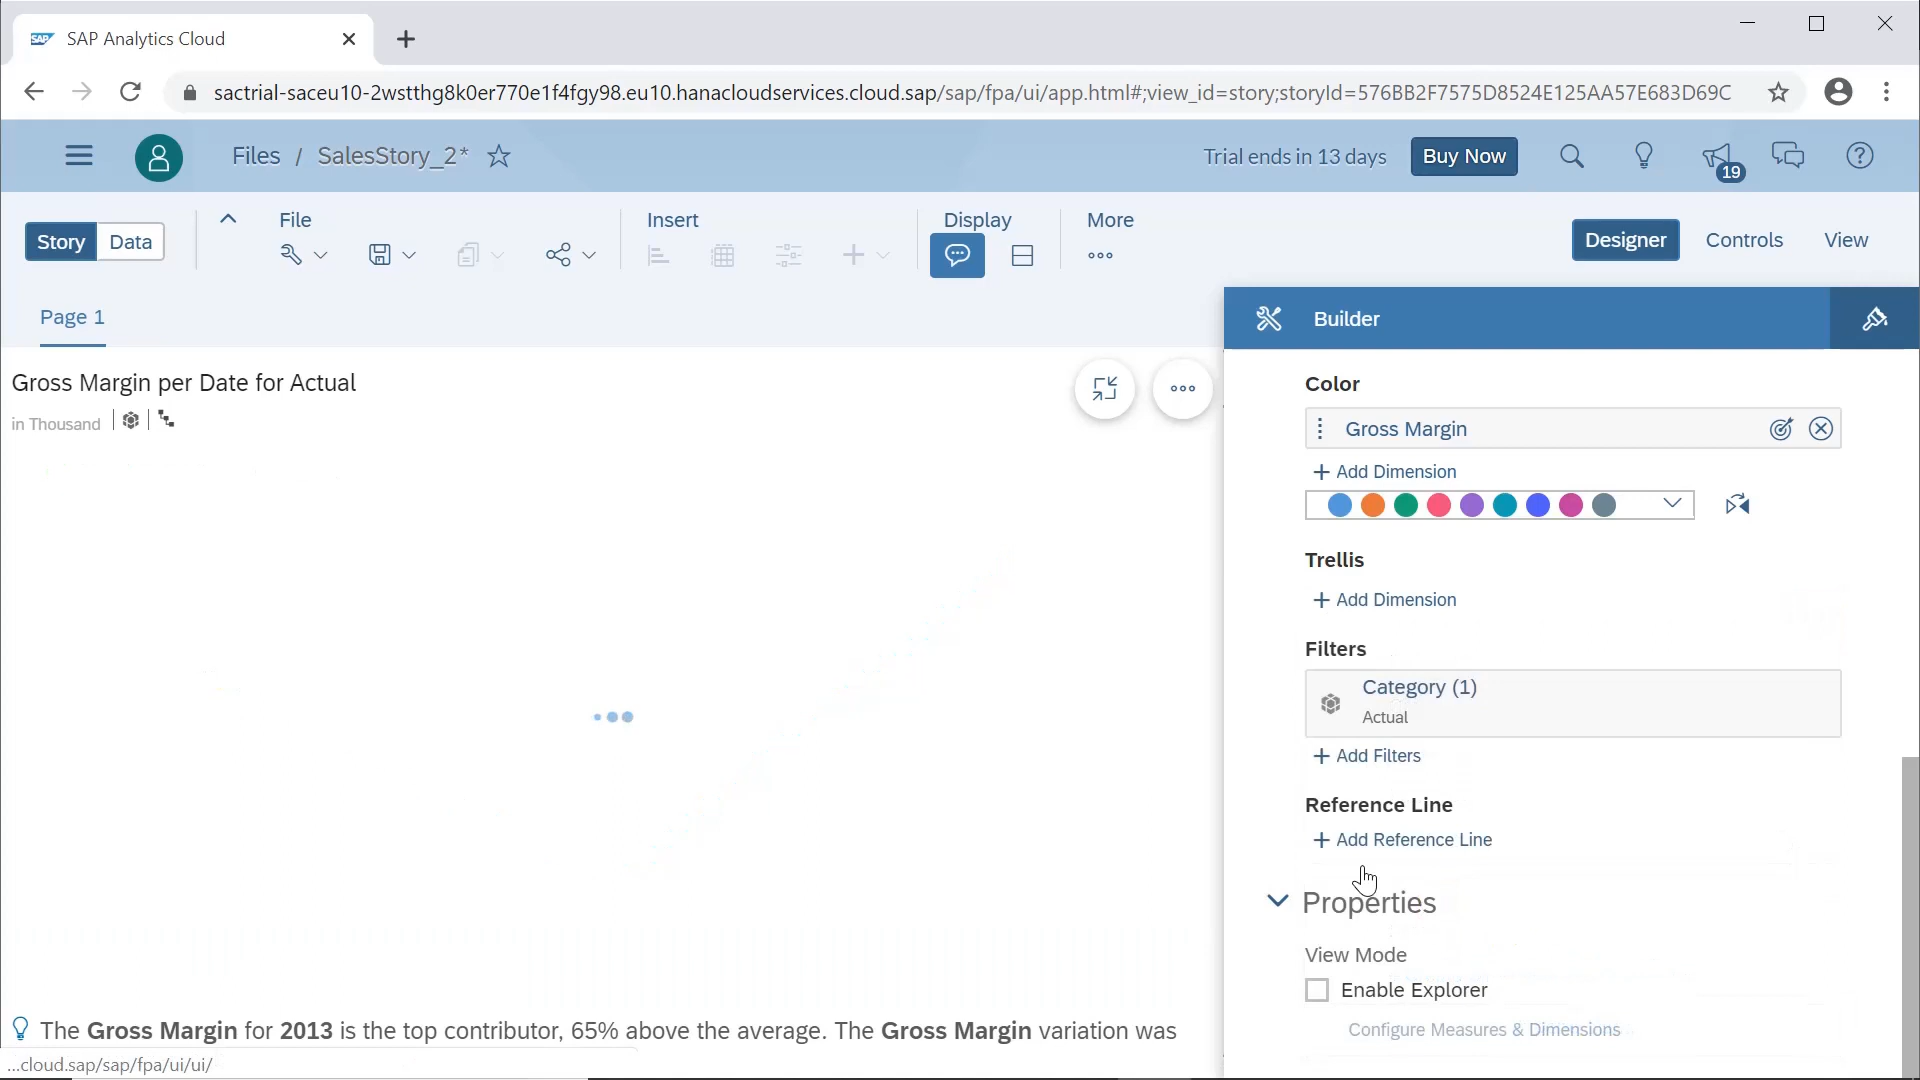 SAP Analytics Cloud
sactrial-saceu10-2wstthg8k0er770e1f4fgy98.eu10.hanacloudservices.cloud.sap/sap/fpa/ui/app.html#;view_id=story;storyId=576BB2F7575D8524E125AA57E683D69C
Files / SalesStory_2*
Trial ends in 13 days
Buy Now
19
Story
Data
File
Insert
Display
More
Designer
Controls
View
Page 1
Builder
Gross Margin per Date for Actual
in Thousand
Color
Gross Margin
+ Add Dimension
Trellis
+ Add Dimension
Filters
Category (1)
Actual
+ Add Filters
Reference Line
+ Add Reference Line
Properties
View Mode
Enable Explorer
Configure Measures & Dimensions
The Gross Margin for 2013 is the top contributor, 65% above the average. The Gross Margin variation was
...cloud.sap/sap/fpa/ui/ui/